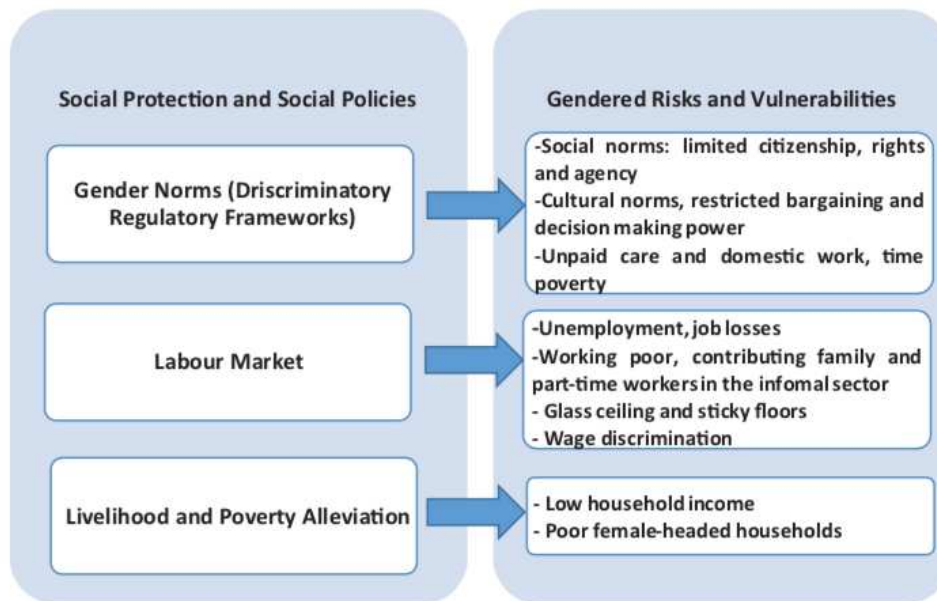 Social Protection and Social Policies
Gender Norms (Driscriminatory
Regulatory Frameworks)
Labour Market
Livelihood and Poverty Alleviation
Gendered Risks and Vulnerabilities
-Social norms: limited citizenship, rights
and agency
-Cultural norms, restricted bargaining and
decision making power
-Unpaid care and domestic work, time
poverty
-Unemployment, job losses
-Working poor, contributing family and
part-time workers in the infomal sector
- Glass ceiling and sticky floors
- Wage discrimination
- Low household income
- Poor female-headed households